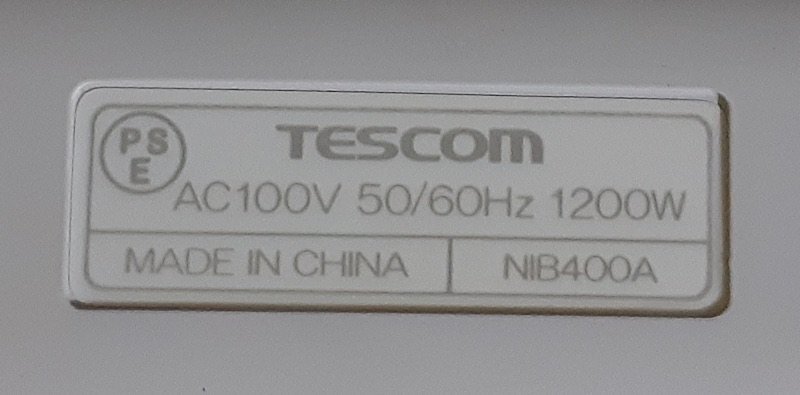 PS
E
TESCOM
AC100V 50/60Hz 1200W
MADE IN CHINA
NIB400A